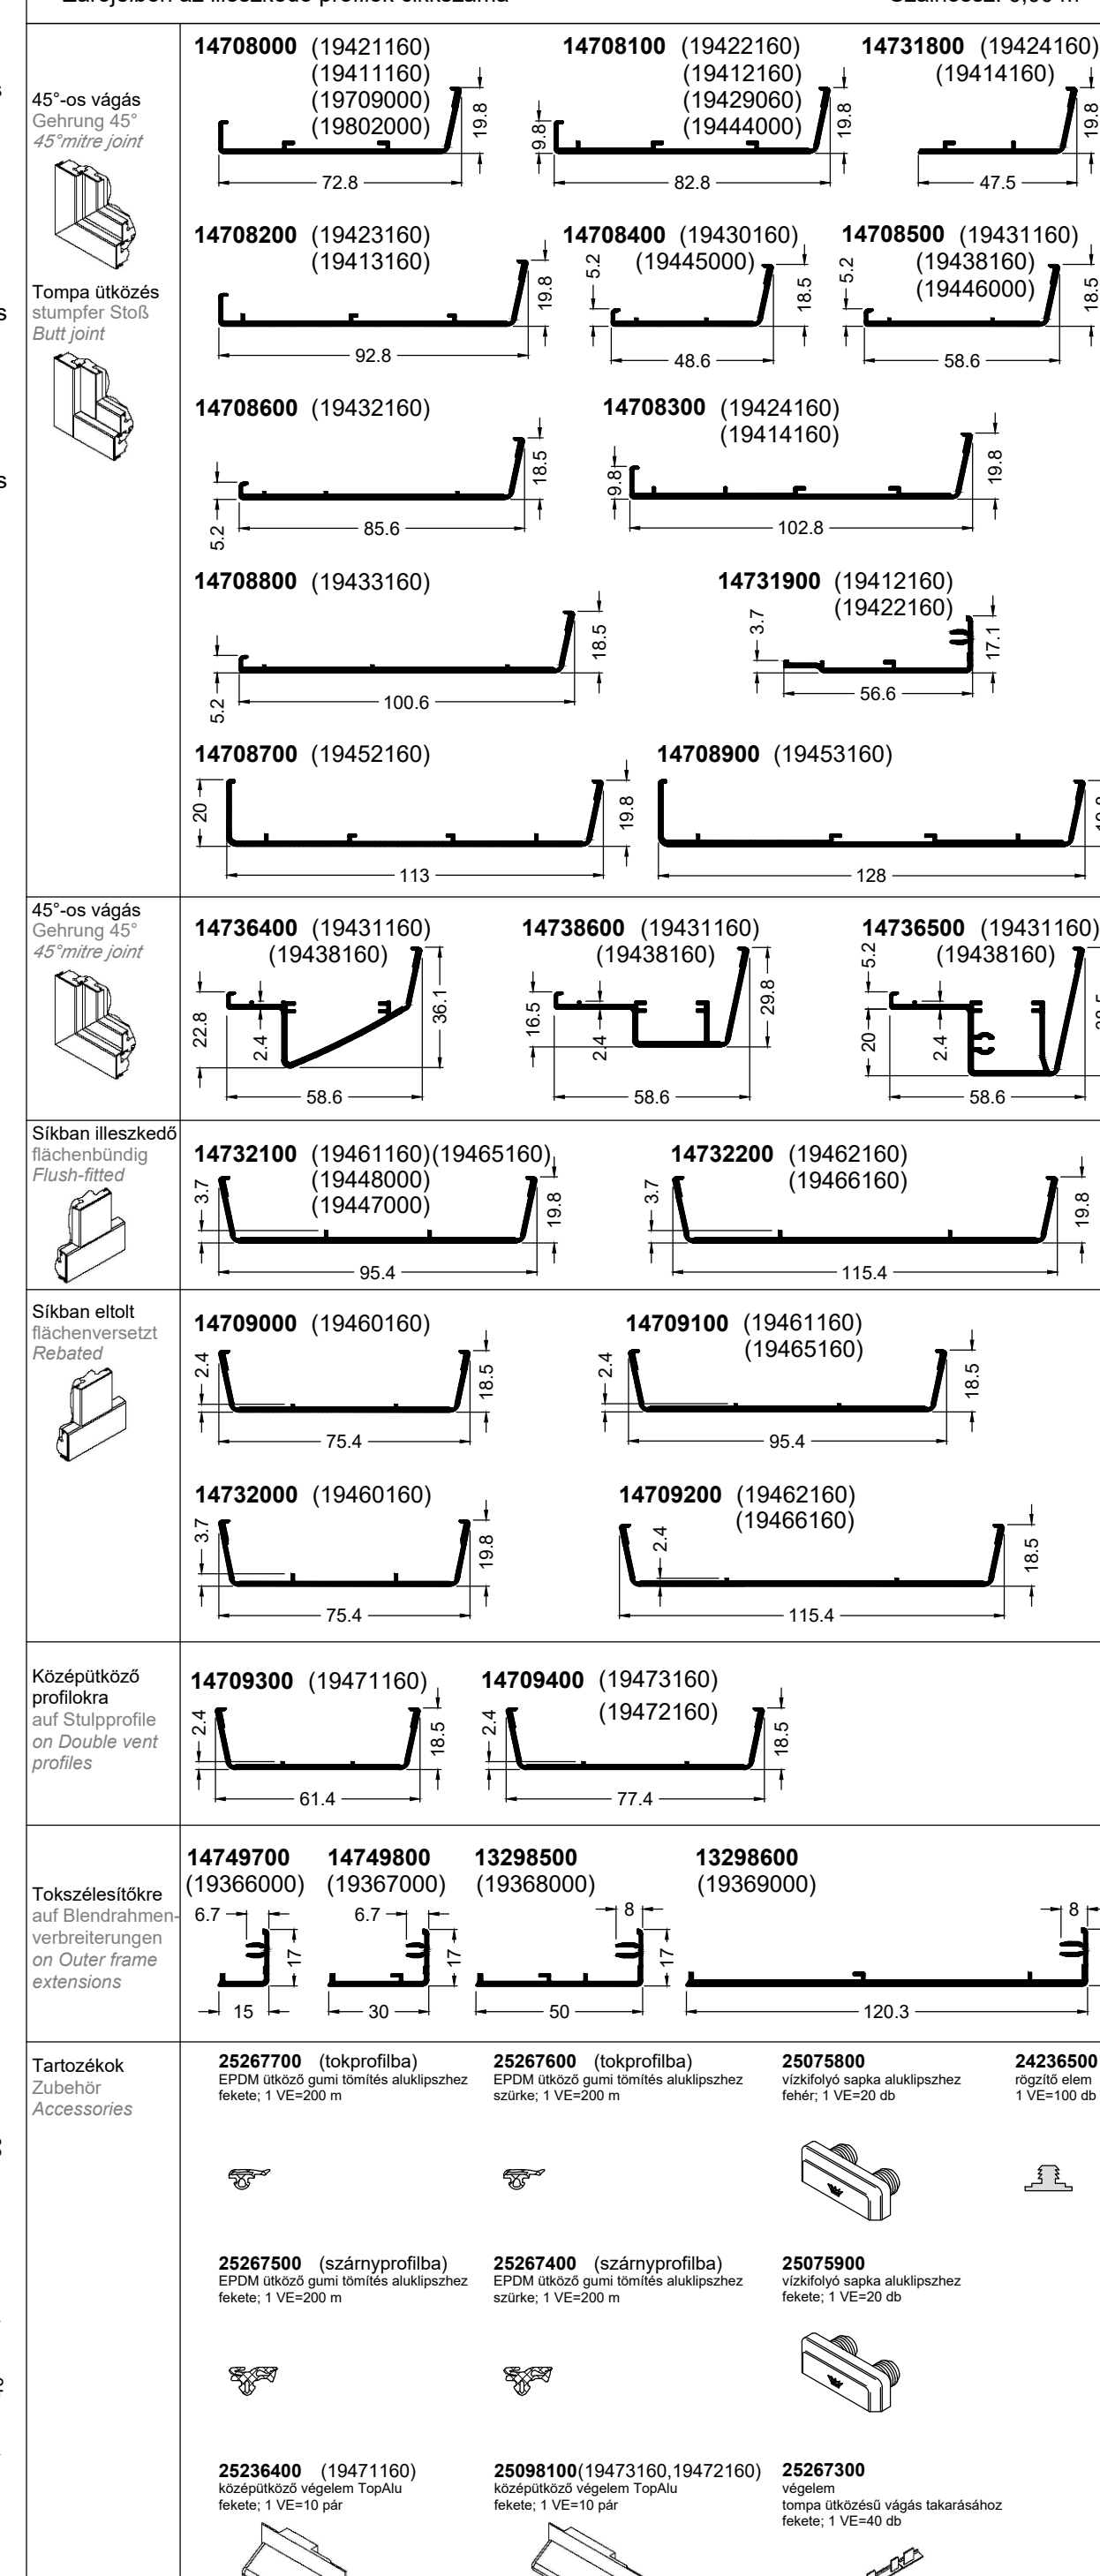 14708000 (19421160)
(19411160)
(19709000)
(19802000)
19.8
72.8
14708100 (19422160)
(19412160)
(19429060)
(19444000)
9.8
19.8
82.8
14731800 (19424160)
(19414160)
19.8
47.5
45°-os vágás
Gehrung 45°
45°mitre joint
Tompa ütközés
stumpfer Stoß
Butt joint
14708200 (19423160)
(19413160)
19.8
92.8
14708400 (19430160)
(19445000)
5.2
18.5
48.6
14708500 (19431160)
(19438160)
(19446000)
5.2
18.5
58.6
14708600 (19432160)
18.5
5.2
85.6
14708300 (19424160)
(19414160)
9.8
19.8
102.8
14708800 (19433160)
18.5
5.2
100.6
14731900 (19412160)
(19422160)
3.7
17.1
56.6
14708700 (19452160)
20
19.8
113
14708900 (19453160)
128
45°-os vágás
Gehrung 45°
45°mitre joint
14736400 (19431160)
(19438160)
22.8
2.4
36.1
58.6
14738600 (19431160)
(19438160)
16.5
2.4
29.8
58.6
14736500 (19431160)
(19438160)
5.2
20
2.4
58.6
Síkban illeszkedő
flächenbündig
Flush-fitted
14732100 (19461160)(19465160)
(19448000)
(19447000)
3.7
19.8
95.4
14732200 (19462160)
(19466160)
3.7
19.8
115.4
Síkban eltolt
flächenversetzt
Rebated
14709000 (19460160)
2.4
18.5
75.4
14709100 (19461160)
(19465160)
2.4
18.5
95.4
14732000 (19460160)
3.7
19.8
75.4
14709200 (19462160)
(19466160)
2.4
18.5
115.4
Középütköző
profilokra
auf Stulpprofile
on Double vent
profiles
14709300 (19471160)
2.4
18.5
61.4
14709400 (19473160)
(19472160)
2.4
18.5
77.4
Tokszélesítőkre
auf Blendrahmen-
verbreiterungen
on Outer frame
extensions
14749700
(19366000)
6.7
17
15
14749800
(19367000)
6.7
17
30
13298500
(19368000)
8
17
50
13298600
(19369000)
8
120.3
Tartozékok
Zubehör
Accessories
25267700 (tokprofilba)
EPDM ütköző gumi tömítés aluklipszhez
fekete; 1 VE=200 m
25267600 (tokprofilba)
EPDM ütköző gumi tömítés aluklipszhez
szürke; 1 VE=200 m
25075800
vízkifolyó sapka aluklipszhez
fehér; 1 VE=20 db
24236500
rögzítő elem
1 VE=100 db
25267500 (szárnyprofilba)
EPDM ütköző gumi tömítés aluklipszhez
fekete; 1 VE=200 m
25267400 (szárnyprofilba)
EPDM ütköző gumi tömítés aluklipszhez
szürke; 1 VE=200 m
25075900
vízkifolyó sapka aluklipszhez
fekete; 1 VE=20 db
25236400 (19471160)
középütköző végelem TopAlu
fekete; 1 VE=10 pár
25098100(19473160,19472160)
középütköző végelem TopAlu
fekete; 1 VE=10 pár
25267300
végelem
tompa ütközésű vágás takarásához
fekete; 1 VE=40 db